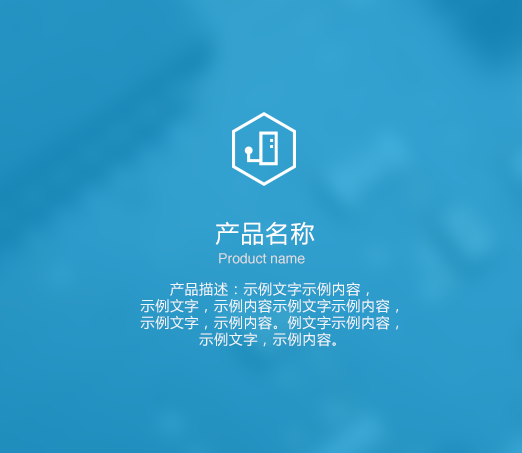 产品名称
Product name
产品描述：示例文字示例内容，
示例文字，示例内容示例文字示例内容，
示例文字，示例内容。例文字示例内容，
示例文字，示例内容。